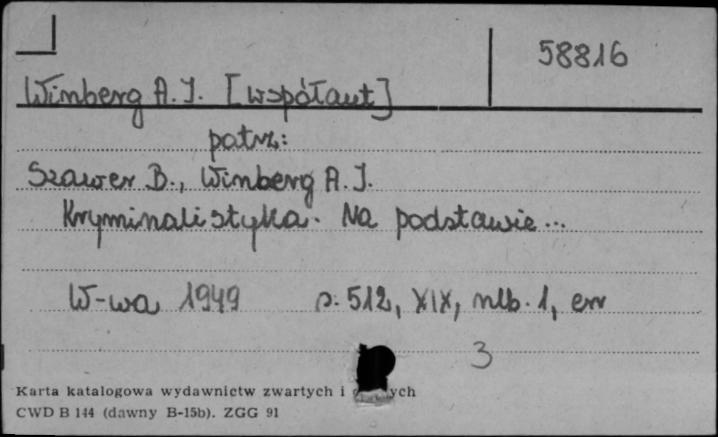 58816
Winberg A. J. [współaut]
patrz:
Szawer B., Winberg A. J.
Kryminalistyka. Na podstawie...
W-wa 1949 s. 512, XIX, nlb. 1, err
3
Karta katalogowa wydawnictw zwartych i
CWD B 144 (dawny B-15b). ZGG 91